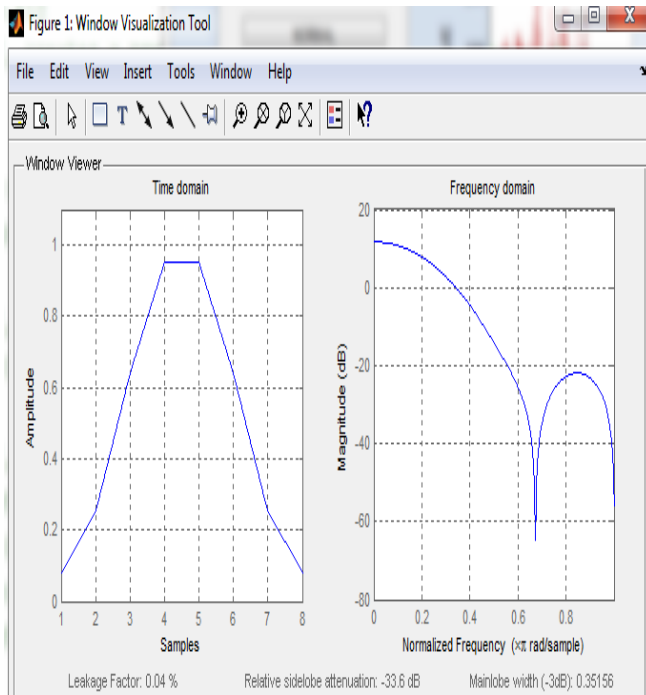 Figure 1: Window Visualization Tool
File Edit View Insert Tools Window Help
Window Viewer
Time domain
Amplitude
1
0.8
0.6
0.4
0.2
0
1 2 3 4 5 6 7 8
Samples
Frequency domain
Magnitude (dB)
20
0
-20
-40
-60
-80
0 0.2 0.4 0.6 0.8
Normalized Frequency (×π rad/sample)
Leakage Factor: 0.04 % Relative sidelobe attenuation: -33.6 dB Mainlobe width (-3dB): 0.35156